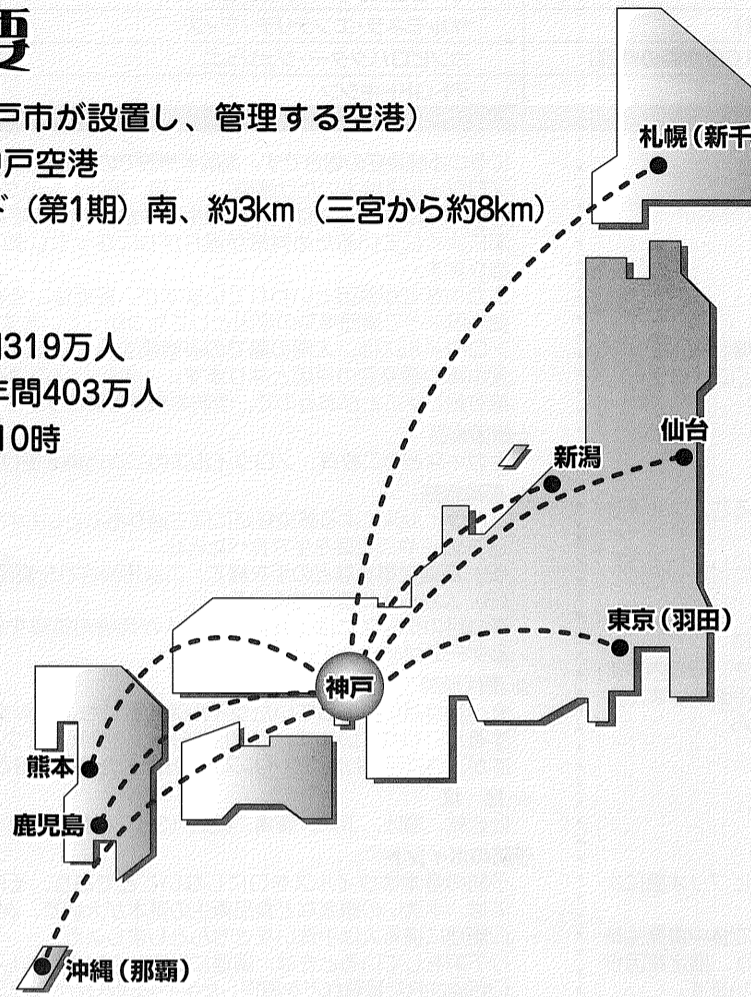 要
戸市が設置し、管理する空港）
戸空港
（第1期）南、約3km（三宮から約8km）
319万人
年間403万人
10時
札幌（新千
仙台
新潟
東京（羽田）
神戸
熊本
鹿児島
沖縄（那覇）